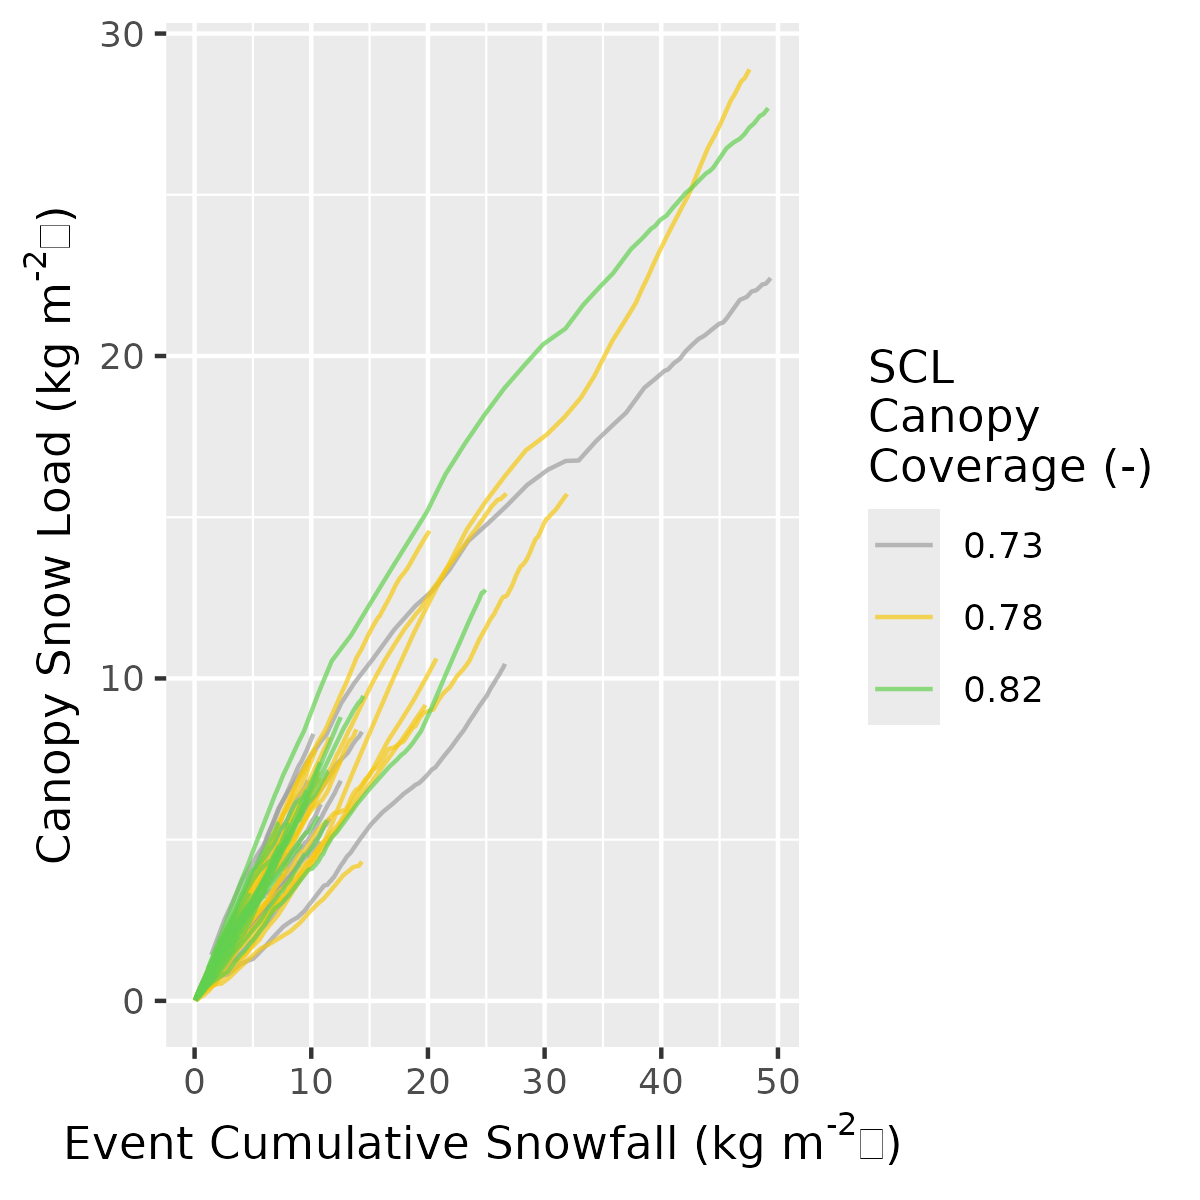 30
20
10
0
Canopy Snow Load (kg m⁻²□)
0 10 20 30 40 50
Event Cumulative Snowfall (kg m⁻²□)
SCL
Canopy
Coverage (-)
0.73
0.78
0.82